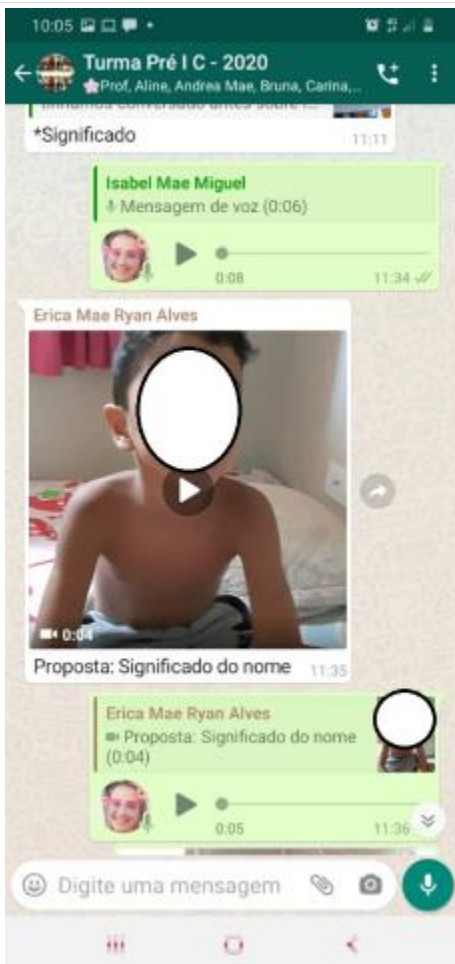 10:05
Turma Pré I C - 2020
Prof, Aline, Andrea Mae, Bruna, Carina,...
*Significado
11:11
Isabel Mae Miguel
Mensagem de voz (0:06)
0:08
11:34
Erica Mae Ryan Alves
0:04
Proposta: Significado do nome
11:35
Erica Mae Ryan Alves
Proposta: Significado do nome
(0:04)
0:05
11:36
Digite uma mensagem